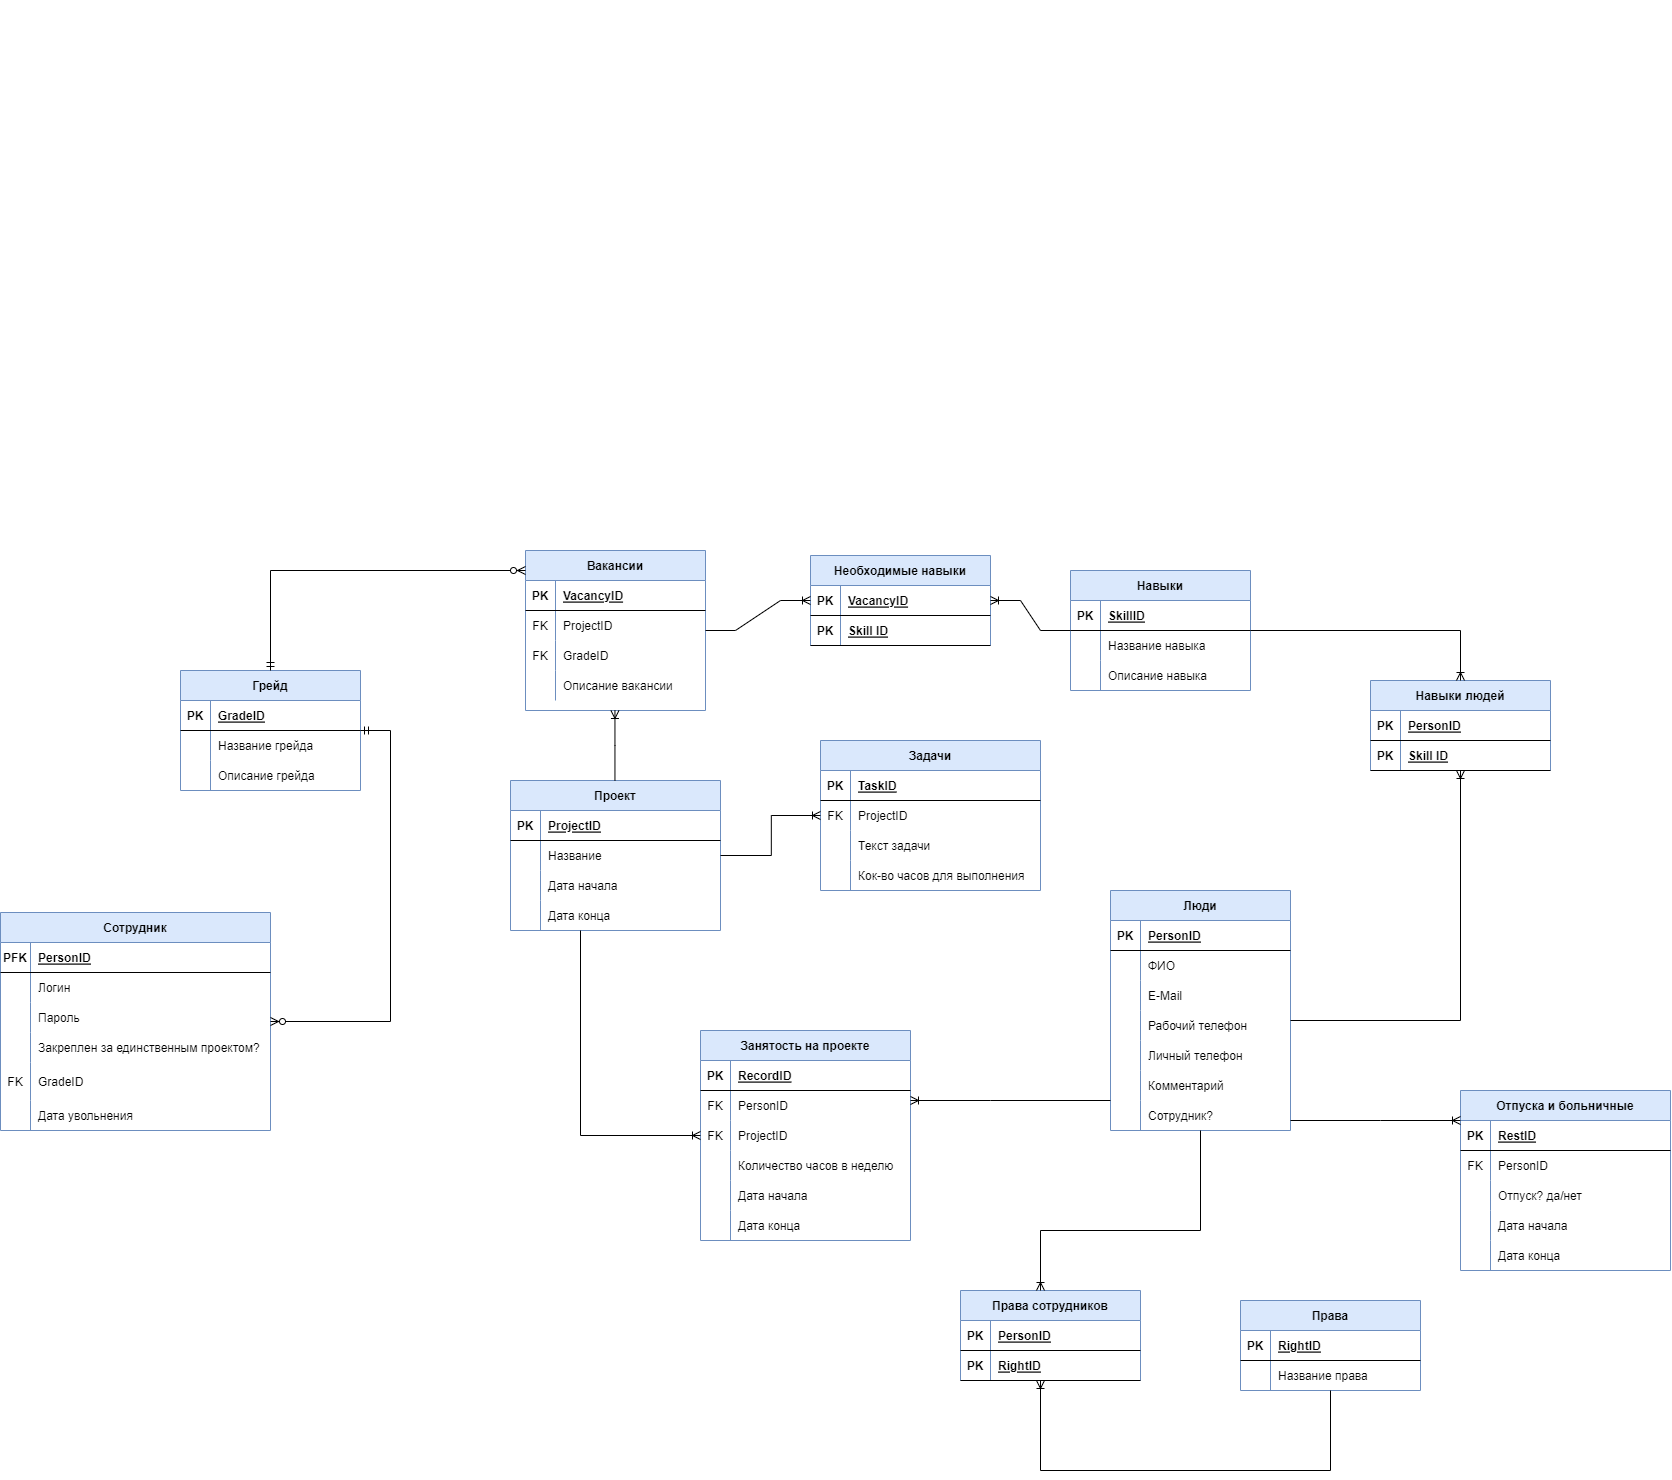 Вакансии
PK VacancyID
FK ProjectID
FK GradeID
Описание вакансии
Необходимые навыки
PK VacancyID
PK Skill ID
Навыки
PK SkillID
Название навыка
Описание навыка
Грейд
PK GradeID
Название грейда
Описание грейда
Навыки людей
PK PersonID
PK Skill ID
Задачи
PK TaskID
FK ProjectID
Текст задачи
Кок-во часов для выполнения
Проект
PK ProjectID
Название
Дата начала
Дата конца
Сотрудник
PFK PersonID
Логин
Пароль
Закреплен за единственным проектом?
FK GradeID
Дата увольнения
Люди
PK PersonID
ФИО
E-Mail
Рабочий телефон
Личный телефон
Комментарий
Сотрудник?
Занятость на проекте
PK RecordID
FK PersonID
FK ProjectID
Количество часов в неделю
Дата начала
Дата конца
Отпуска и больничные
PK RestID
FK PersonID
Отпуск? да/нет
Дата начала
Дата конца
Права сотрудников
PK PersonID
PK RightID
Права
PK RightID
Название права